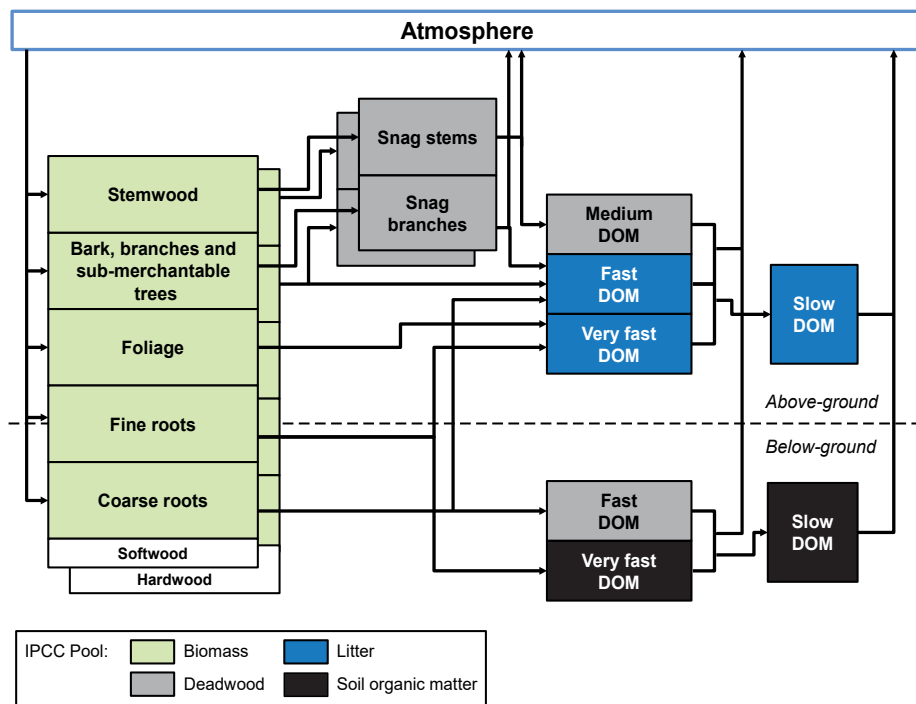 Atmosphere
Snag stems
Snag
branches
Stemwood
Bark, branches and
sub-merchantable
trees
Foliage
Fine roots
Coarse roots
Softwood
Hardwood
Medium
DOM
Fast
DOM
Very fast
DOM
Slow
DOM
Above-ground
Below-ground
Fast
DOM
Very fast
DOM
Slow
DOM
IPCC Pool:
Biomass
Litter
Deadwood
Soil organic matter